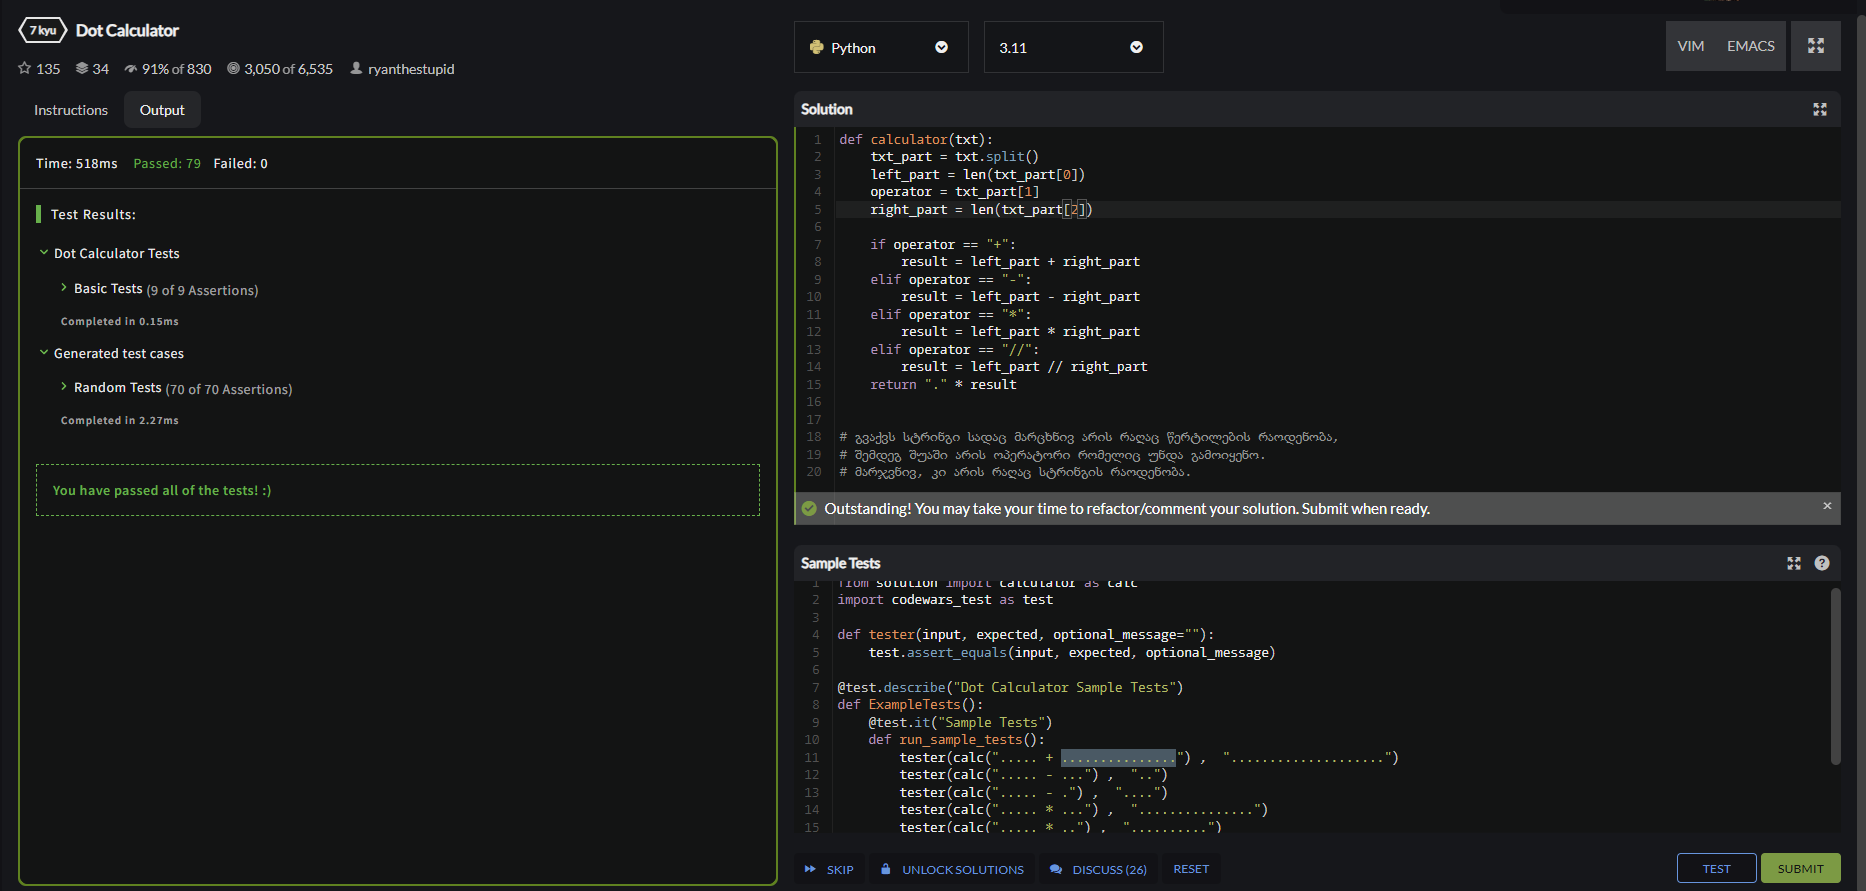 7 kyu Dot Calculator
135 34 91% of 830 3,050 of 6,535 ryanthestupid
Instructions Output
Time: 518ms Passed: 79 Failed: 0
Test Results:
Dot Calculator Tests
Basic Tests (9 of 9 Assertions)
Completed in 0.15ms
Generated test cases
Random Tests (70 of 70 Assertions)
Completed in 2.27ms
You have passed all of the tests! :)
Python 3.11 VIM EMACS
Solution
1 def calculator(txt):
2 txt_part = txt.split()
3 left_part = len(txt_part[0])
4 operator = txt_part[1]
5 right_part = len(txt_part[2])
6
7 if operator == "+":
8 result = left_part + right_part
9 elif operator == "-":
10 result = left_part - right_part
11 elif operator == "*":
12 result = left_part * right_part
13 elif operator == "//":
14 result = left_part // right_part
15 return "." * result
16
17
18 # გვაქვს სტრინგი სადაც მარცხნივ არის რაღაც წერტილების რაოდენობა,
19 # შემდეგ შუაში არის ოპერატორი რომელიც უნდა გამოიყენო.
20 # მარჯვნივ, კი არის რაღაც სტრინგის რაოდენობა.
Outstanding! You may take your time to refactor/comment your solution. Submit when ready. ×
Sample Tests ?
1 from solution import calculator as calc
2 import codewars_test as test
3
4 def tester(input, expected, optional_message=""):
5 test.assert_equals(input, expected, optional_message)
6
7 @test.describe("Dot Calculator Sample Tests")
8 def ExampleTests():
9 @test.it("Sample Tests")
10 def run_sample_tests():
11 tester(calc("..... + ...............") , "....................")
12 tester(calc("..... - ...") , "..")
13 tester(calc("..... - .") , "....")
14 tester(calc("..... * ...") , "...............")
15 tester(calc("..... * ..") , "..........")
SKIP UNLOCK SOLUTIONS DISCUSS (26) RESET TEST SUBMIT